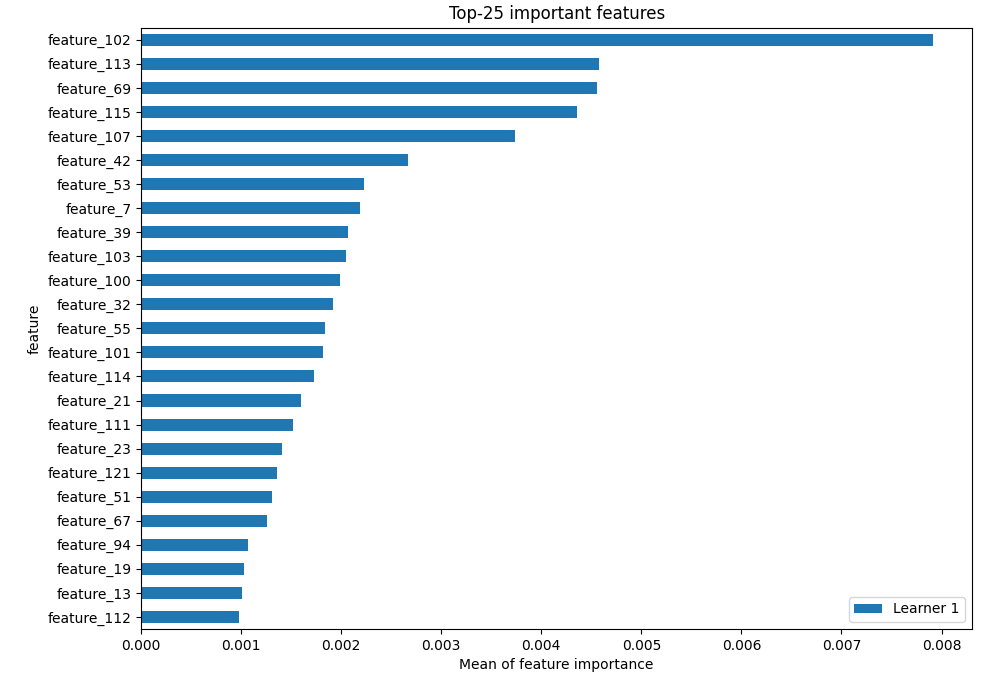 Top-25 important features
feature_102
feature_113
feature_69
feature_115
feature_107
feature_42
feature_53
feature_7
feature_39
feature_103
feature_100
feature_32
feature_55
feature_101
feature_114
feature_21
feature_111
feature_23
feature_121
feature_51
feature_67
feature_94
feature_19
feature_13
feature_112
feature
Learner 1
0.000 0.001 0.002 0.003 0.004 0.005 0.006 0.007 0.008
Mean of feature importance